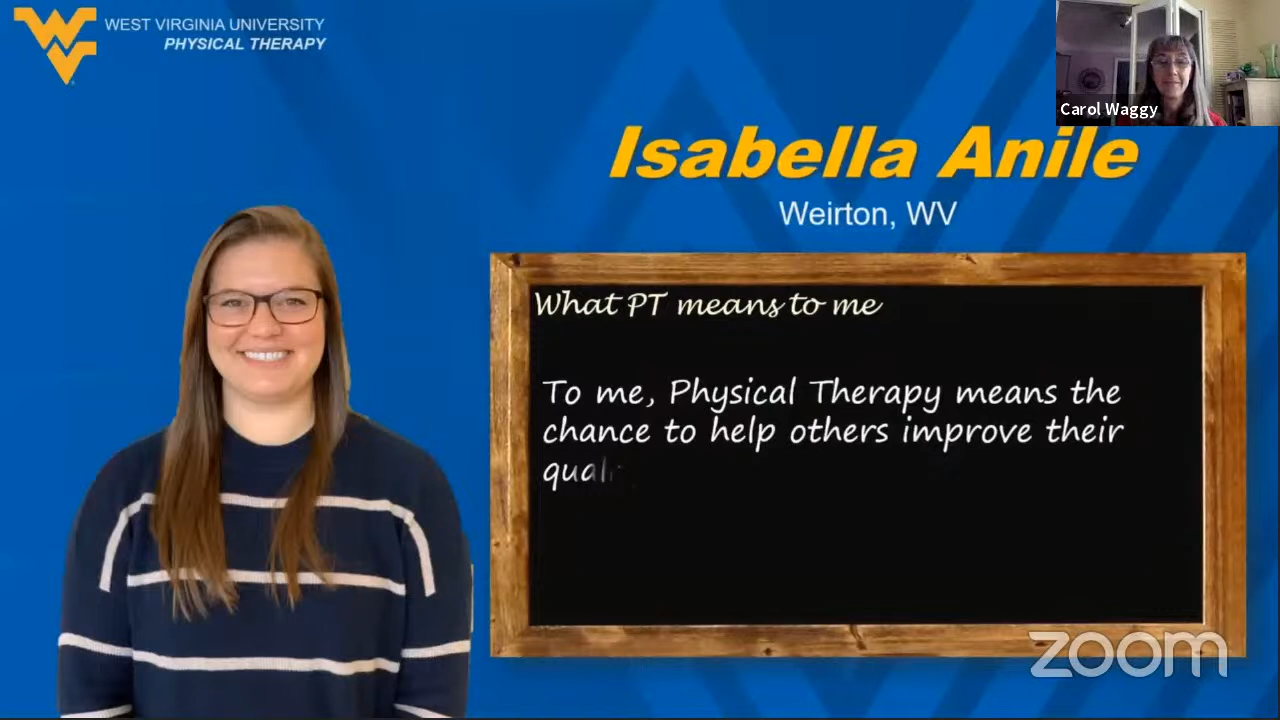 WEST VIRGINIA UNIVERSITY
PHYSICAL THERAPY
Carol Waggy
Isabella Anile
Weirton, WV
What PT means to me
To me, Physical Therapy means the
chance to help others improve their
quali
zoom